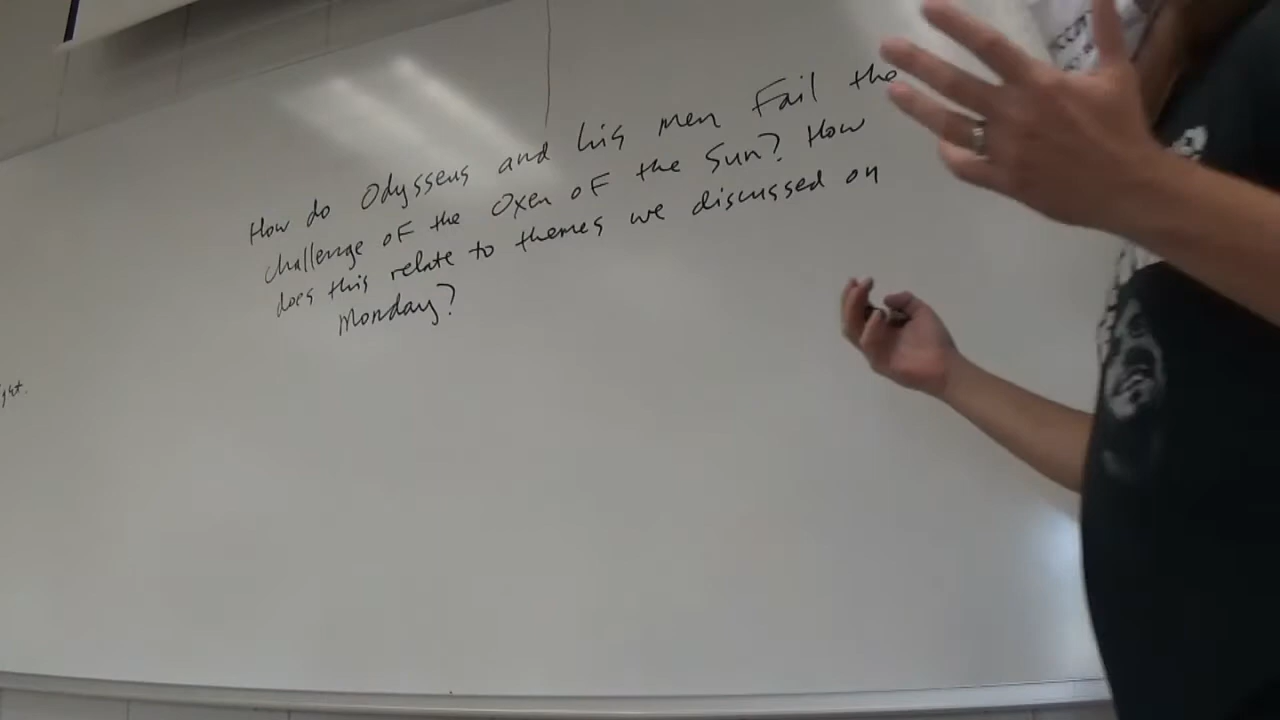 How do Odysseus and his men Fail the
challenge of the Oxen of the Sun? How
does this relate to themes we discussed on
Monday?